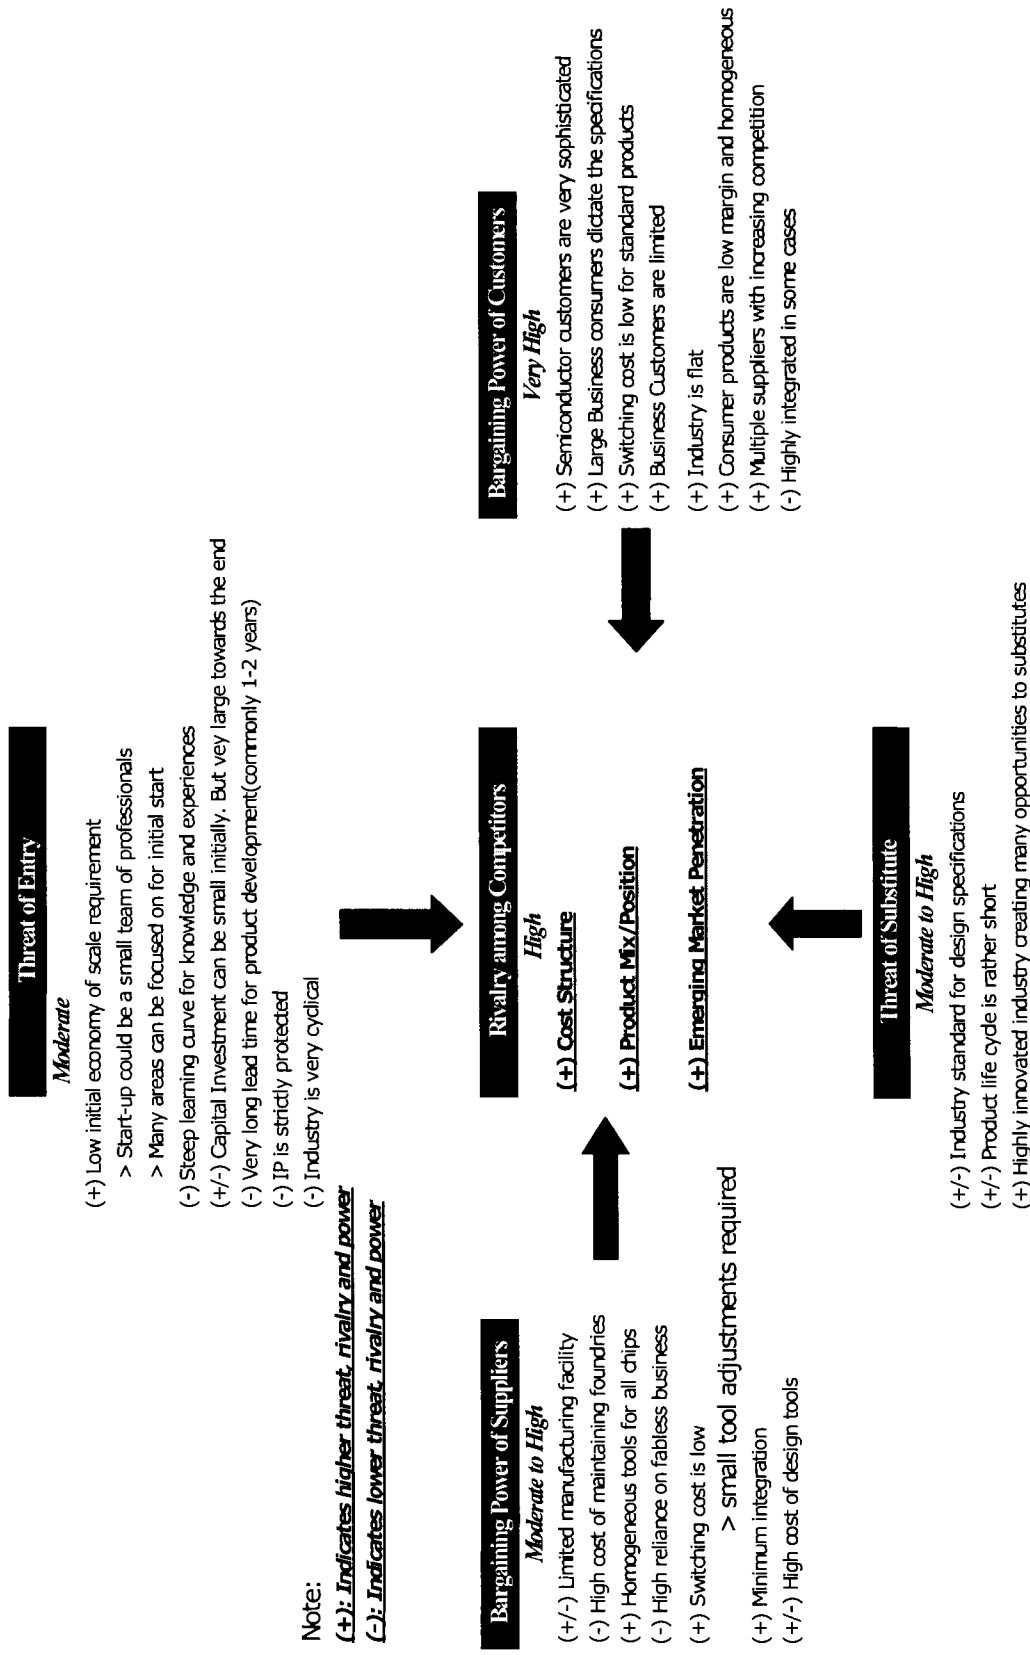 Threat of Entry
Moderate
(+) Low initial economy of scale requirement
> Start-up could be a small team of professionals
> Many areas can be focused on for initial start
(-) Steep learning curve for knowledge and experiences
(+/-) Capital Investment can be small initially. But vey large towards the end
(-) Very long lead time for product development(commonly 1-2 years)
(-) IP is strictly protected
(-) Industry is very cyclical
Note:
(+): Indicates higher threat, rivalry and power
(-): Indicates lower threat, rivalry and power
Bargaining Power of Suppliers
Moderate to High
(+/-) Limited manufacturing facility
(-) High cost of maintaining foundries
(+) Homogeneous tools for all chips
(-) High reliance on fabless business
(+) Switching cost is low
> small tool adjustments required
(+) Minimum integration
(+/-) High cost of design tools
Rivalry among Competitors
High
(+) Cost Structure
(+) Product Mix/Position
(+) Emerging Market Penetration
Bargaining Power of Customers
Very High
(+) Semiconductor customers are very sophisticated
(+) Large Business consumers dictate the specifications
(+) Switching cost is low for standard products
(+) Business Customers are limited
(+) Industry is flat
(+) Consumer products are low margin and homogeneous
(+) Multiple suppliers with increasing competition
(-) Highly integrated in some cases
Threat of Substitute
Moderate to High
(+/-) Industry standard for design specifications
(+/-) Product life cycle is rather short
(+) Highly innovated industry creating many opportunities to substitutes